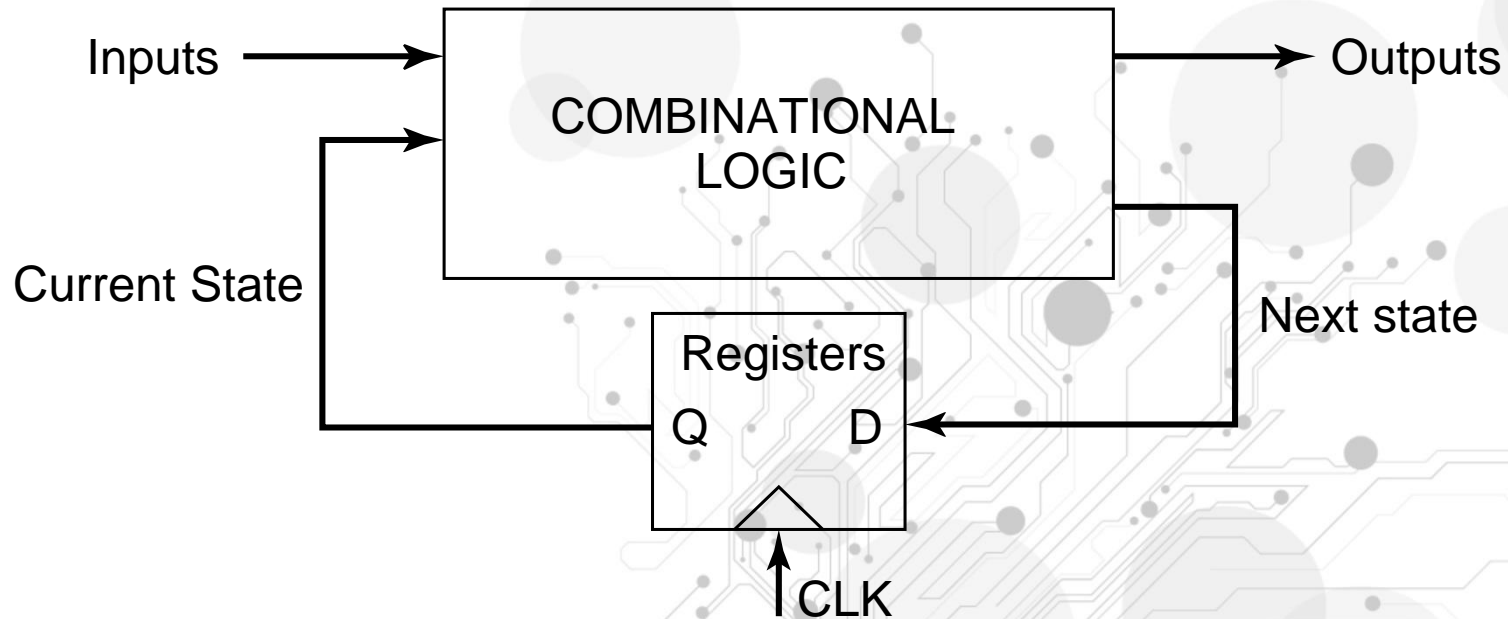 Inputs
Outputs
COMBINATIONAL
LOGIC
Current State
Next state
Registers
Q
D
CLK